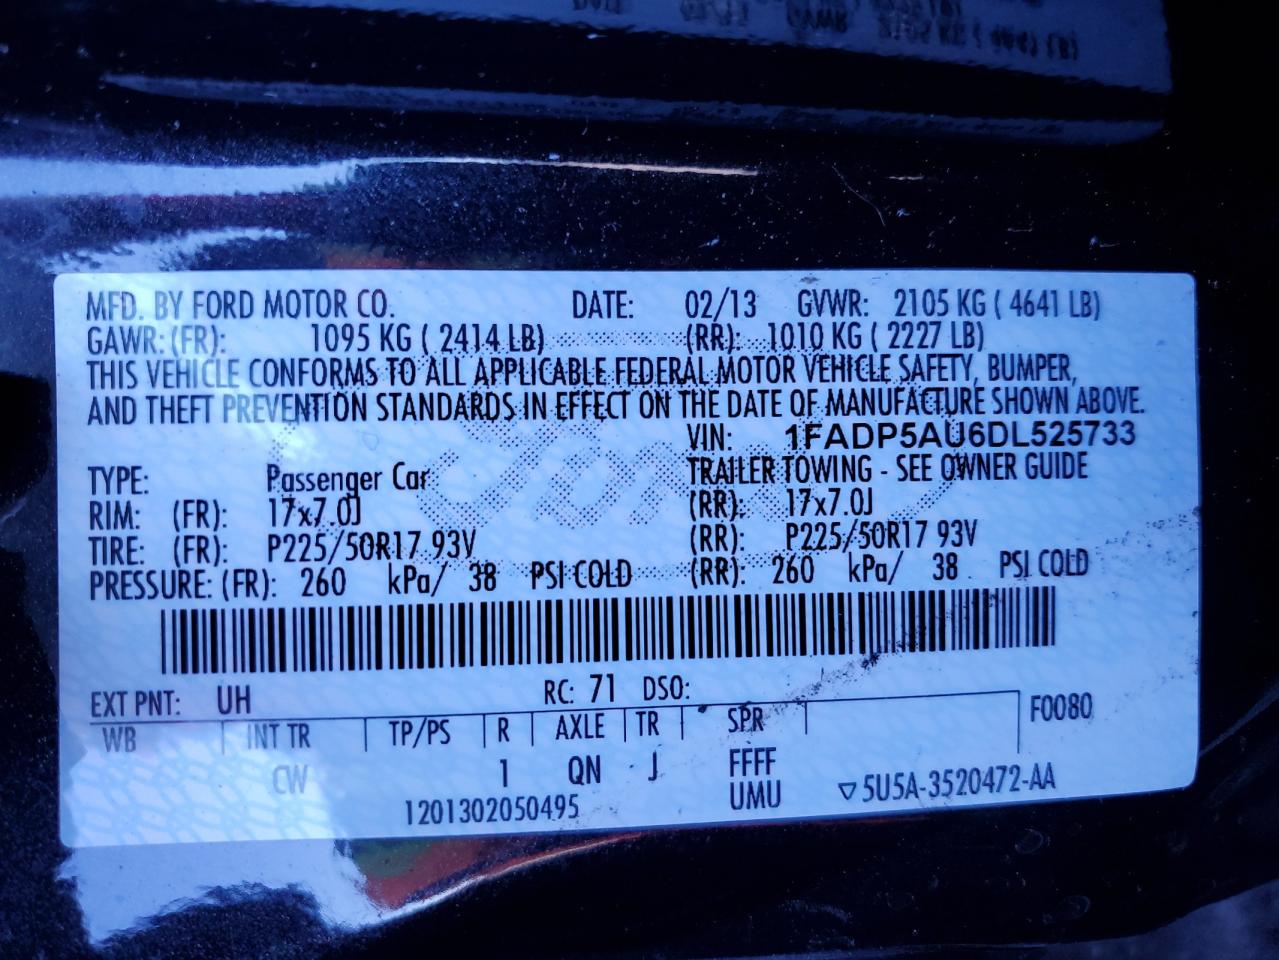 MFD. BY FORD MOTOR CO. DATE: 02/13 GVWR: 2105 KG ( 4641 LB)
GAWR: (FR): 1095 KG ( 2414 LB) (RR): 1010 KG ( 2227 LB)
THIS VEHICLE CONFORMS TO ALL APPLICABLE FEDERAL MOTOR VEHICLE SAFETY, BUMPER,
AND THEFT PREVENTION STANDARDS IN EFFECT ON THE DATE OF MANUFACTURE SHOWN ABOVE.
VIN: 1FADP5AU6DL525733
TYPE: Passenger Car TRAILER TOWING - SEE OWNER GUIDE
RIM: (FR): 17x7.0J (RR): 17x7.0J
TIRE: (FR): P225/50R17 93V (RR): P225/50R17 93V
PRESSURE: (FR): 260 kPa/ 38 PSI COLD (RR): 260 kPa/ 38 PSI COLD
EXT PNT: UH RC: 71 DSO:
WB INT TR TP/PS R AXLE TR SPR F0080
CW 1 QN J FFFF
UMU ▽5U5A-3520472-AA
1201302050495
Ford